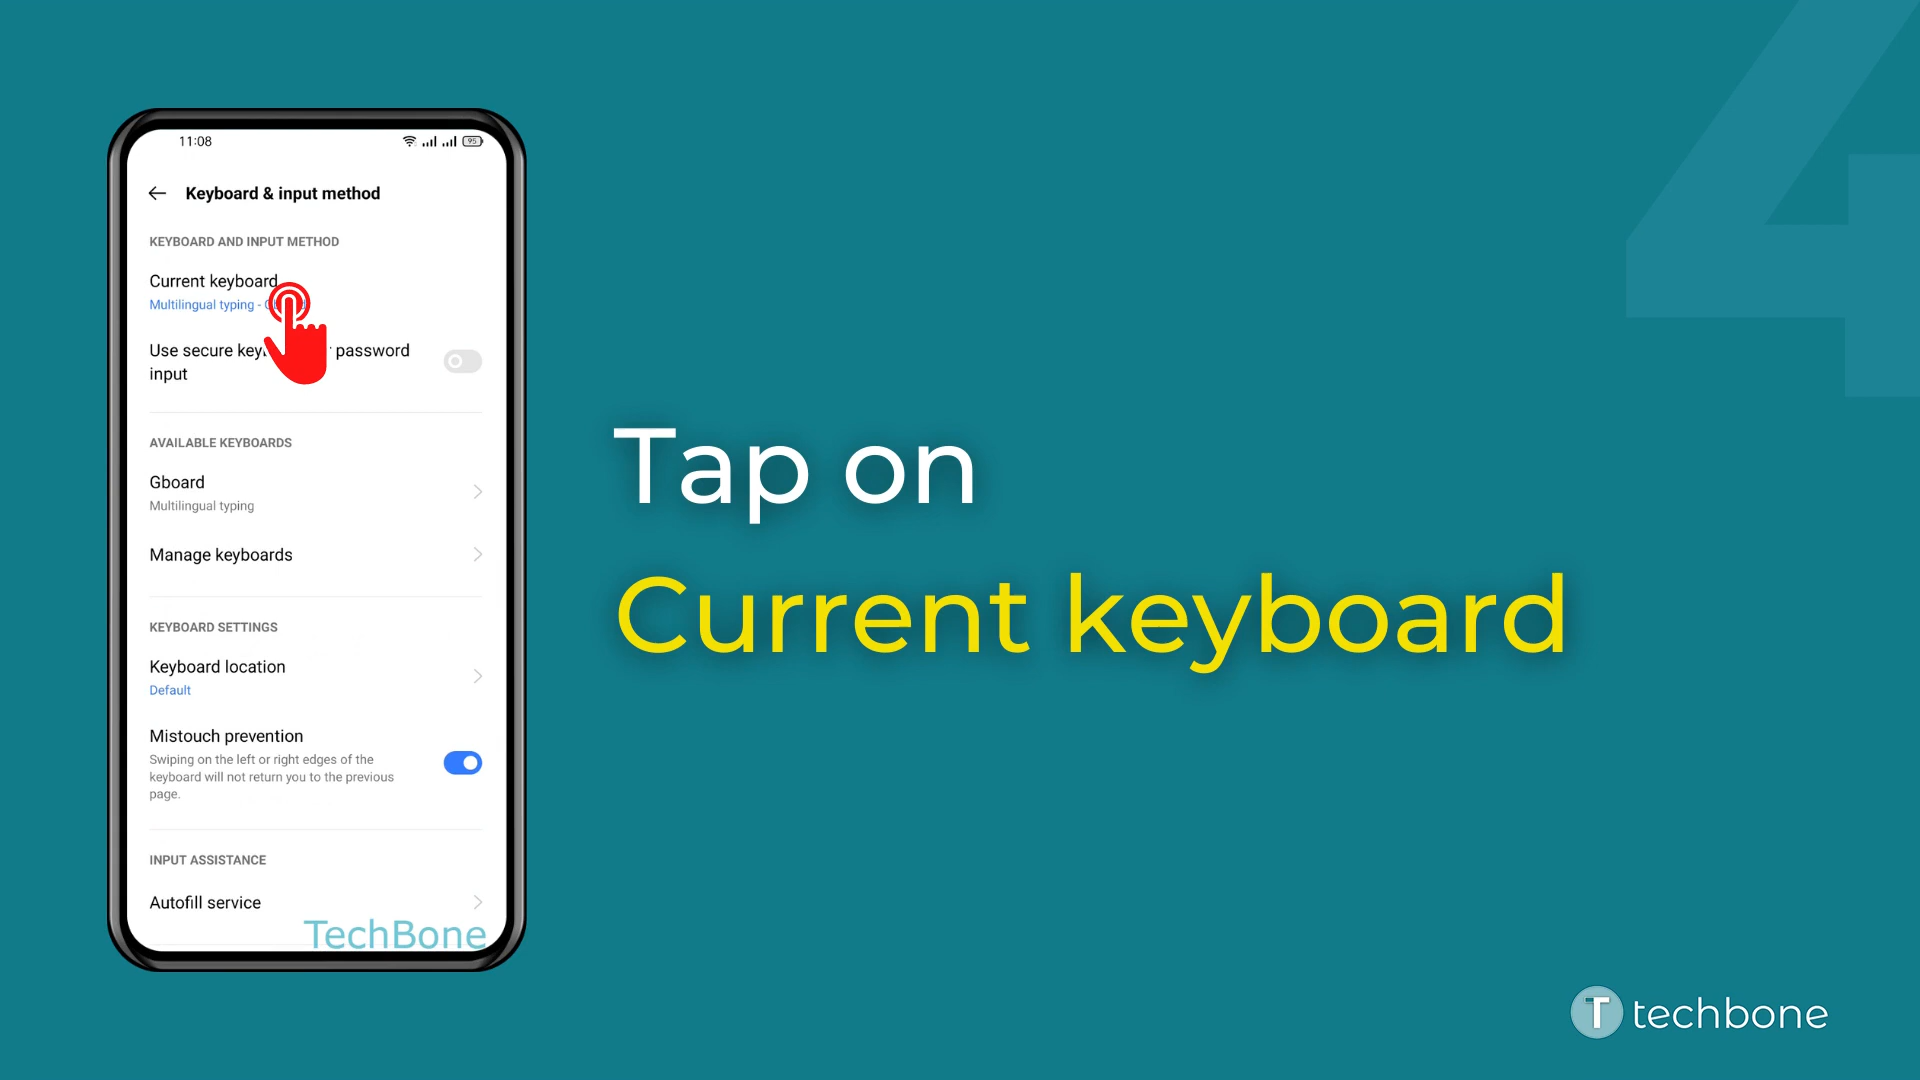 4
11:08
95
Keyboard & input method
KEYBOARD AND INPUT METHOD
Current keyboard
Multilingual typing -
Use secure password
input
AVAILABLE KEYBOARDS
Gboard
Multilingual typing
Manage keyboards
KEYBOARD SETTINGS
Keyboard location
Default
Mistouch prevention
Swiping on the left or right edges of the
keyboard will not return you to the previous
page.
INPUT ASSISTANCE
Autofill service
TechBone
Tap on
Current keyboard
T techbone